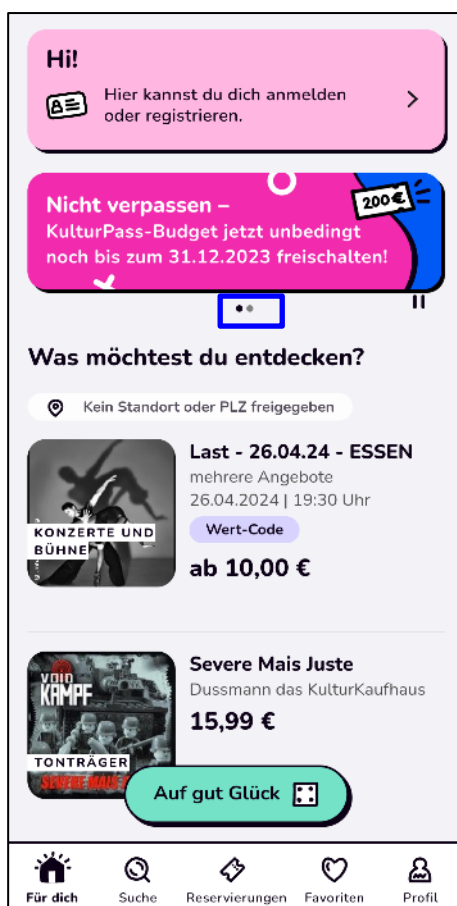 Hi!
Hier kannst du dich anmelden
oder registrieren.
Nicht verpassen –
200€
KulturPass-Budget jetzt unbedingt
noch bis zum 31.12.2023 freischalten!
Was möchtest du entdecken?
Kein Standort oder PLZ freigegeben
KONZERTE UND
BÜHNE
Last - 26.04.24 - ESSEN
mehrere Angebote
26.04.2024 | 19:30 Uhr
Wert-Code
ab 10,00 €
VOID
KAMPF
TONTRÄGER
SEVERE MAIS
Severe Mais Juste
Dussmann das KulturKaufhaus
15,99 €
Auf gut Glück
Für dich
Suche
Reservierungen
Favoriten
Profil